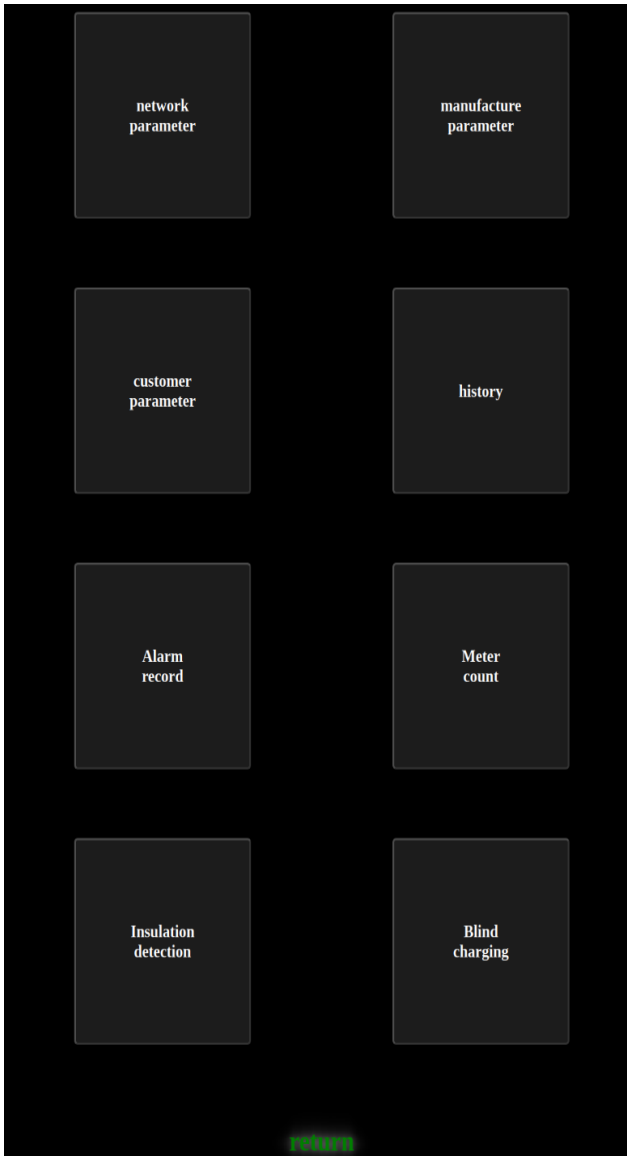 network
parameter
manufacture
parameter
customer
parameter
history
Alarm
record
Meter
count
Insulation
detection
Blind
charging
return